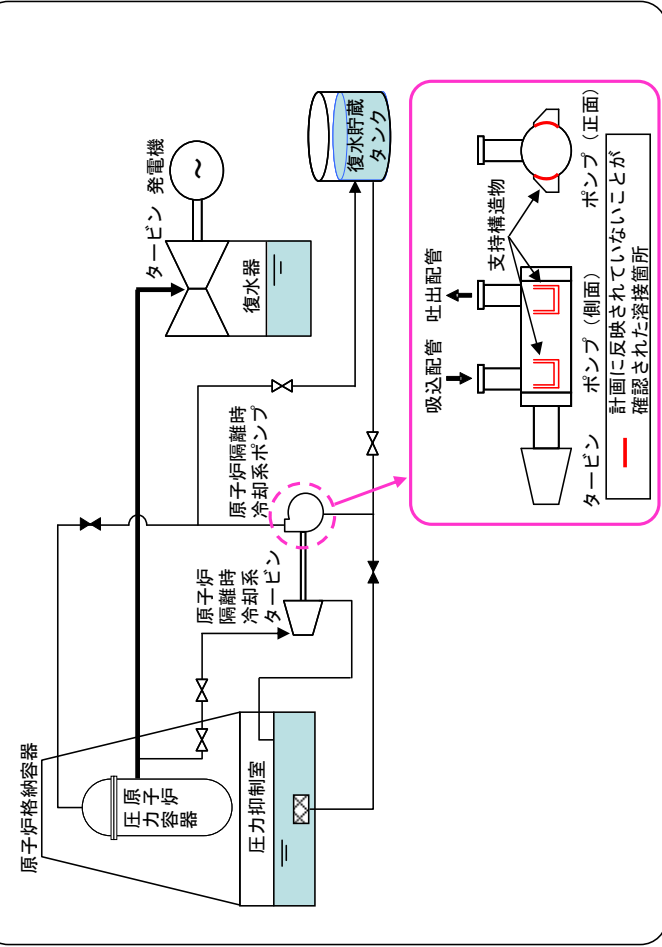 原子炉格納容器
原子炉
圧力容器
圧力抑制室
原子炉
隔離時
冷却系
タービン
原子炉隔離時
冷却系ポンプ
タービン
発電機
～
復水器
復水貯蔵
タンク
吸込配管
吐出配管
支持構造物
タービン
ポンプ（側面）
ポンプ（正面）
計画に反映されていないことが
確認された溶接箇所